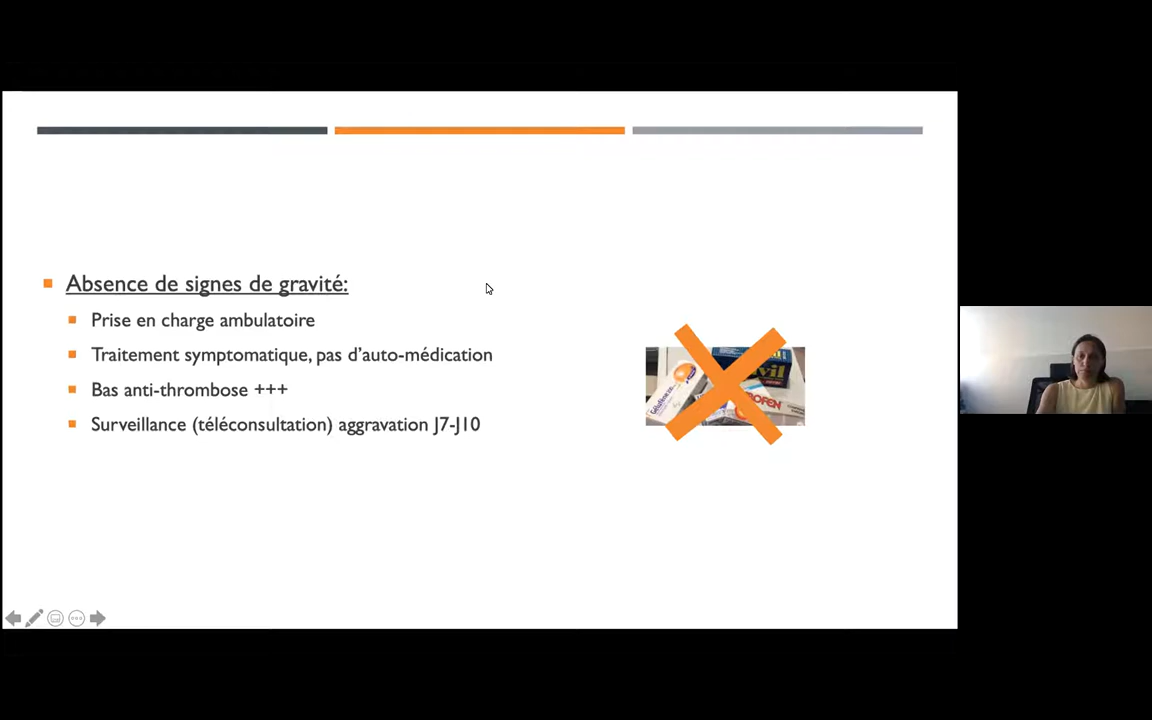 Absence de signes de gravité:
Prise en charge ambulatoire
Traitement symptomatique, pas d’auto-médication
Bas anti-thrombose +++
Surveillance (téléconsultation) aggravation J7-J10